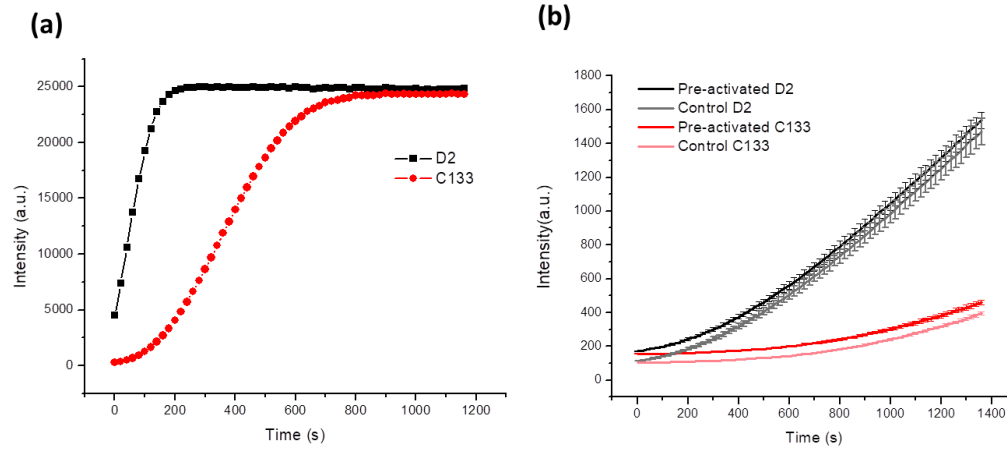 (a)
25000
20000
15000
10000
5000
0
Intensity (a.u.)
D2
C133
0 200 400 600 800 1000 1200
Time (s)
(b)
1800
1600
1400
1200
1000
800
600
400
200
0
Intensity(a.u.)
Pre-activated D2
Control D2
Pre-activated C133
Control C133
0 200 400 600 800 1000 1200 1400
Time (s)